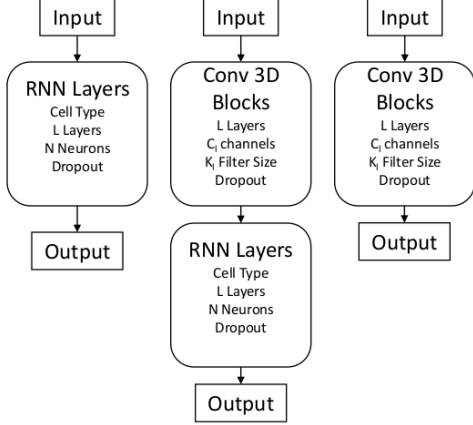 Input
RNN Layers
Cell Type
L Layers
N Neurons
Dropout
Output
Input
Conv 3D
Blocks
L Layers
Cₗ channels
Kₗ Filter Size
Dropout
RNN Layers
Cell Type
L Layers
N Neurons
Dropout
Output
Input
Conv 3D
Blocks
L Layers
Cₗ channels
Kₗ Filter Size
Dropout
Output